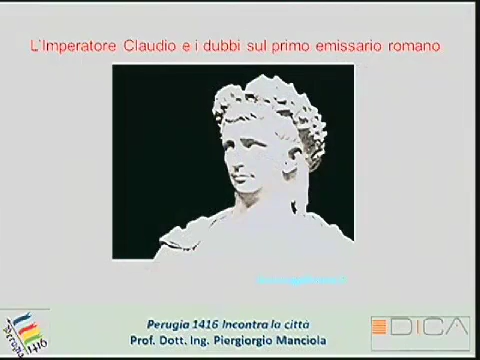 L'Imperatore Claudio e i dubbi sul primo emissario romano
Perugia 1416 Incontra la città
Prof. Dott. Ing. Piergiorgio Manciola
Perugia 1416
DICA